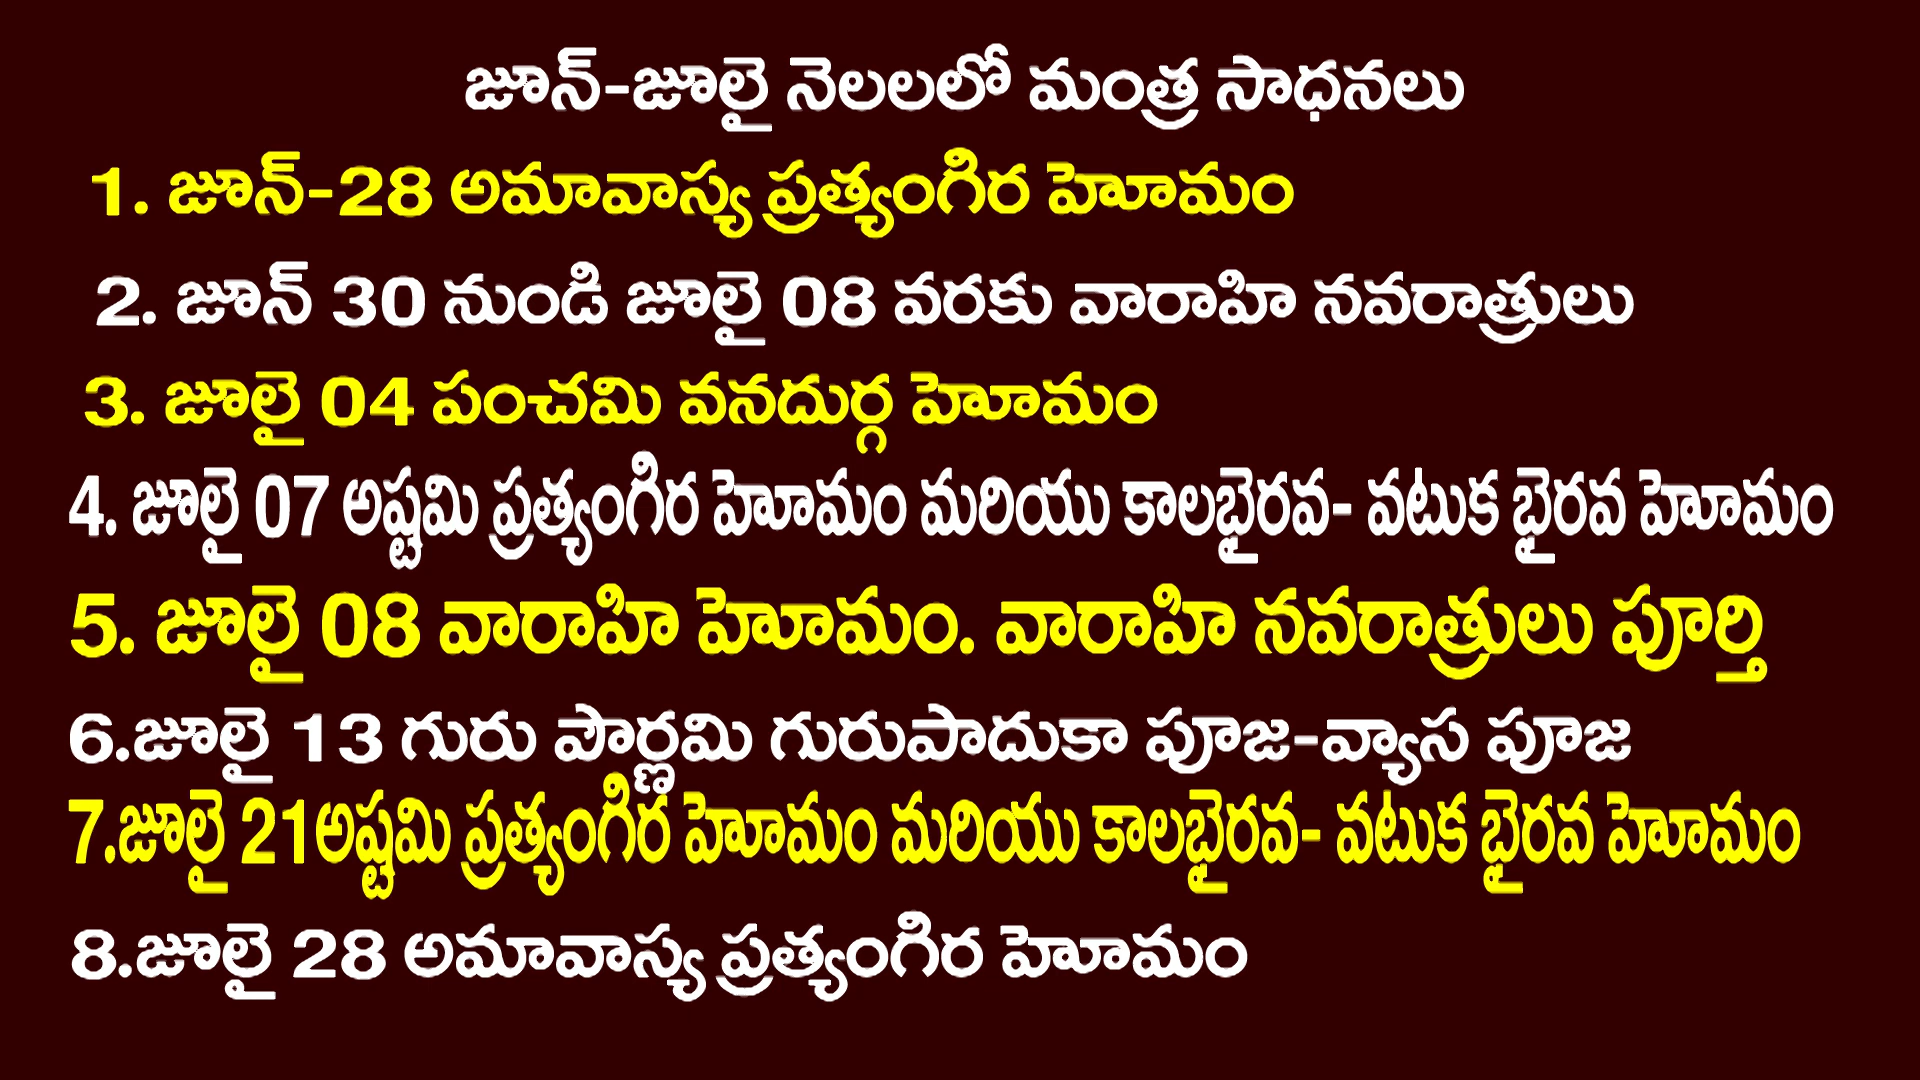 జూన్-జూలై నెలలలో మంత్ర సాధనలు
1. జూన్-28 అమావాస్య ప్రత్యంగిర హెూమం
2. జూన్ 30 నుండి జూలై 08 వరకు వారాహి నవరాత్రులు
3. జూలై 04 పంచమి వనదుర్గ హెూమం
4. జూలై 07 అష్టమి ప్రత్యంగిర హెూమం మరియు కాలభైరవ- వటుక భైరవ హెూమం
5. జూలై 08 వారాహి హెూమం. వారాహి నవరాత్రులు పూర్తి
6.జూలై 13 గురు పౌర్ణమి గురుపాదుకా పూజ-వ్యాస పూజ
7.జూలై 21అష్టమి ప్రత్యంగిర హెూమం మరియు కాలభైరవ- వటుక భైరవ హెూమం
8.జూలై 28 అమావాస్య ప్రత్యంగిర హెూమం